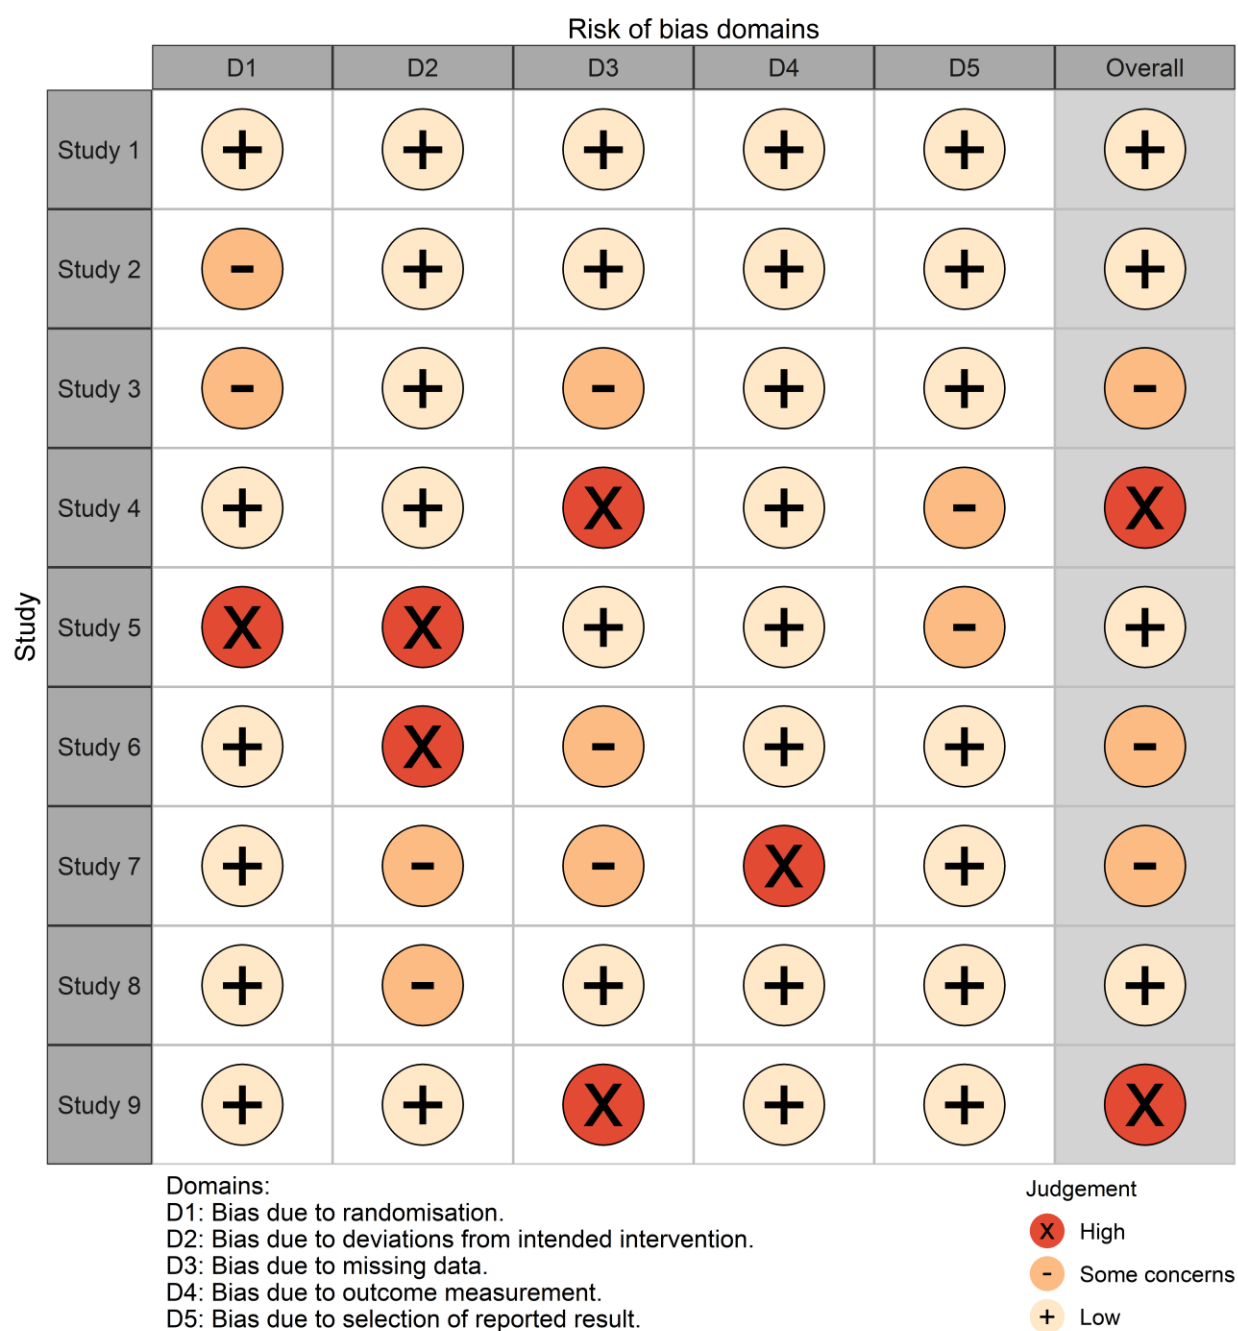 Risk of bias domains
D1 D2 D3 D4 D5 Overall
Study 1 + + + + + +
Study 2 - + + + + +
Study 3 - + - + + -
Study 4 + + X + - X
Study
Study 5 X X + + - +
Study 6 + X - + + -
Study 7 + - - X + -
Study 8 + - + + + +
Study 9 + + X + + X
Domains:
D1: Bias due to randomisation.
D2: Bias due to deviations from intended intervention.
D3: Bias due to missing data.
D4: Bias due to outcome measurement.
D5: Bias due to selection of reported result.
Judgement
X High
- Some concerns
+ Low